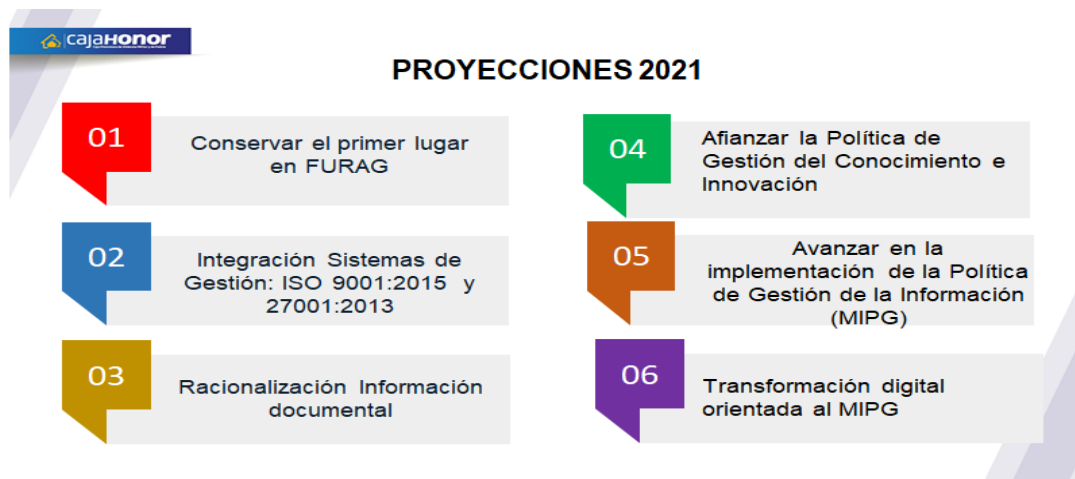 cajaHonor
PROYECCIONES 2021
01
Conservar el primer lugar
en FURAG
02
Integración Sistemas de
Gestión: ISO 9001:2015 y
27001:2013
03
Racionalización Información
documental
04
Afianzar la Política de
Gestión del Conocimiento e
Innovación
05
Avanzar en la
implementación de la Política
de Gestión de la Información
(MIPG)
06
Transformación digital
orientada al MIPG